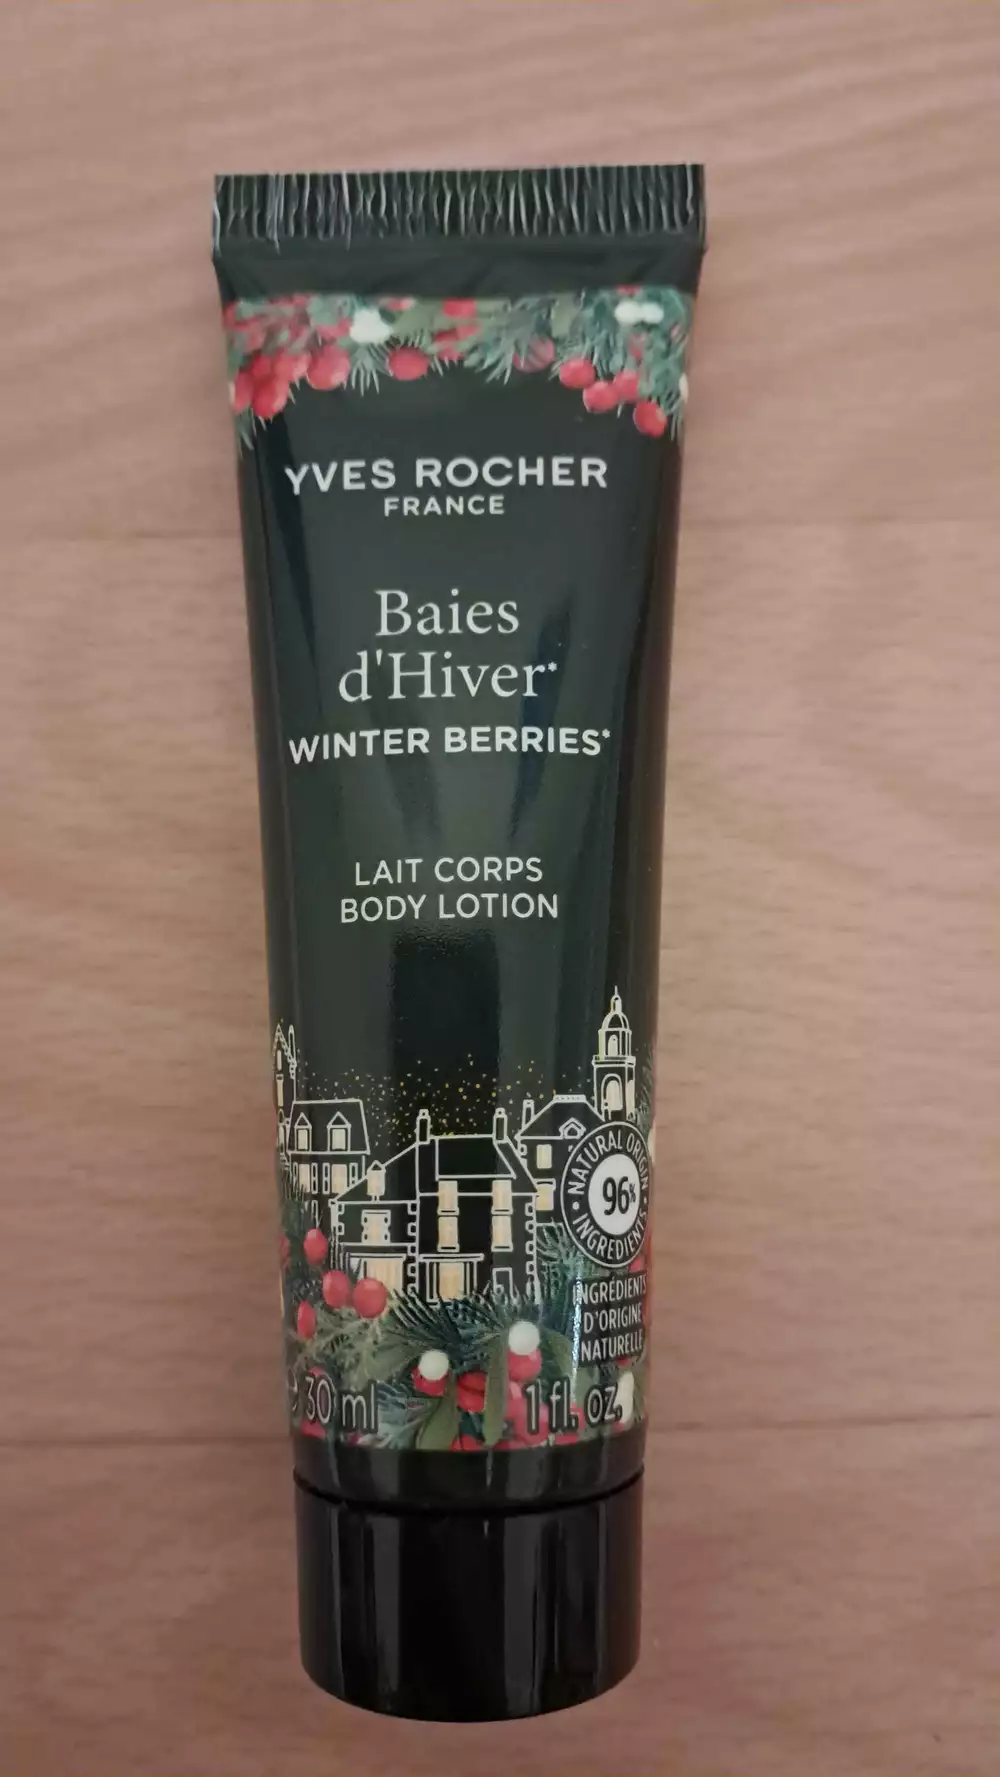 YVES ROCHER
FRANCE
Baies
d'Hiver*
WINTER BERRIES*
LAIT CORPS
BODY LOTION
• NATURAL ORIGIN •
INGREDIENTS
96%
INGRÉDIENTS
D'ORIGINE
NATURELLE
e 30 ml 1 fl. oz.